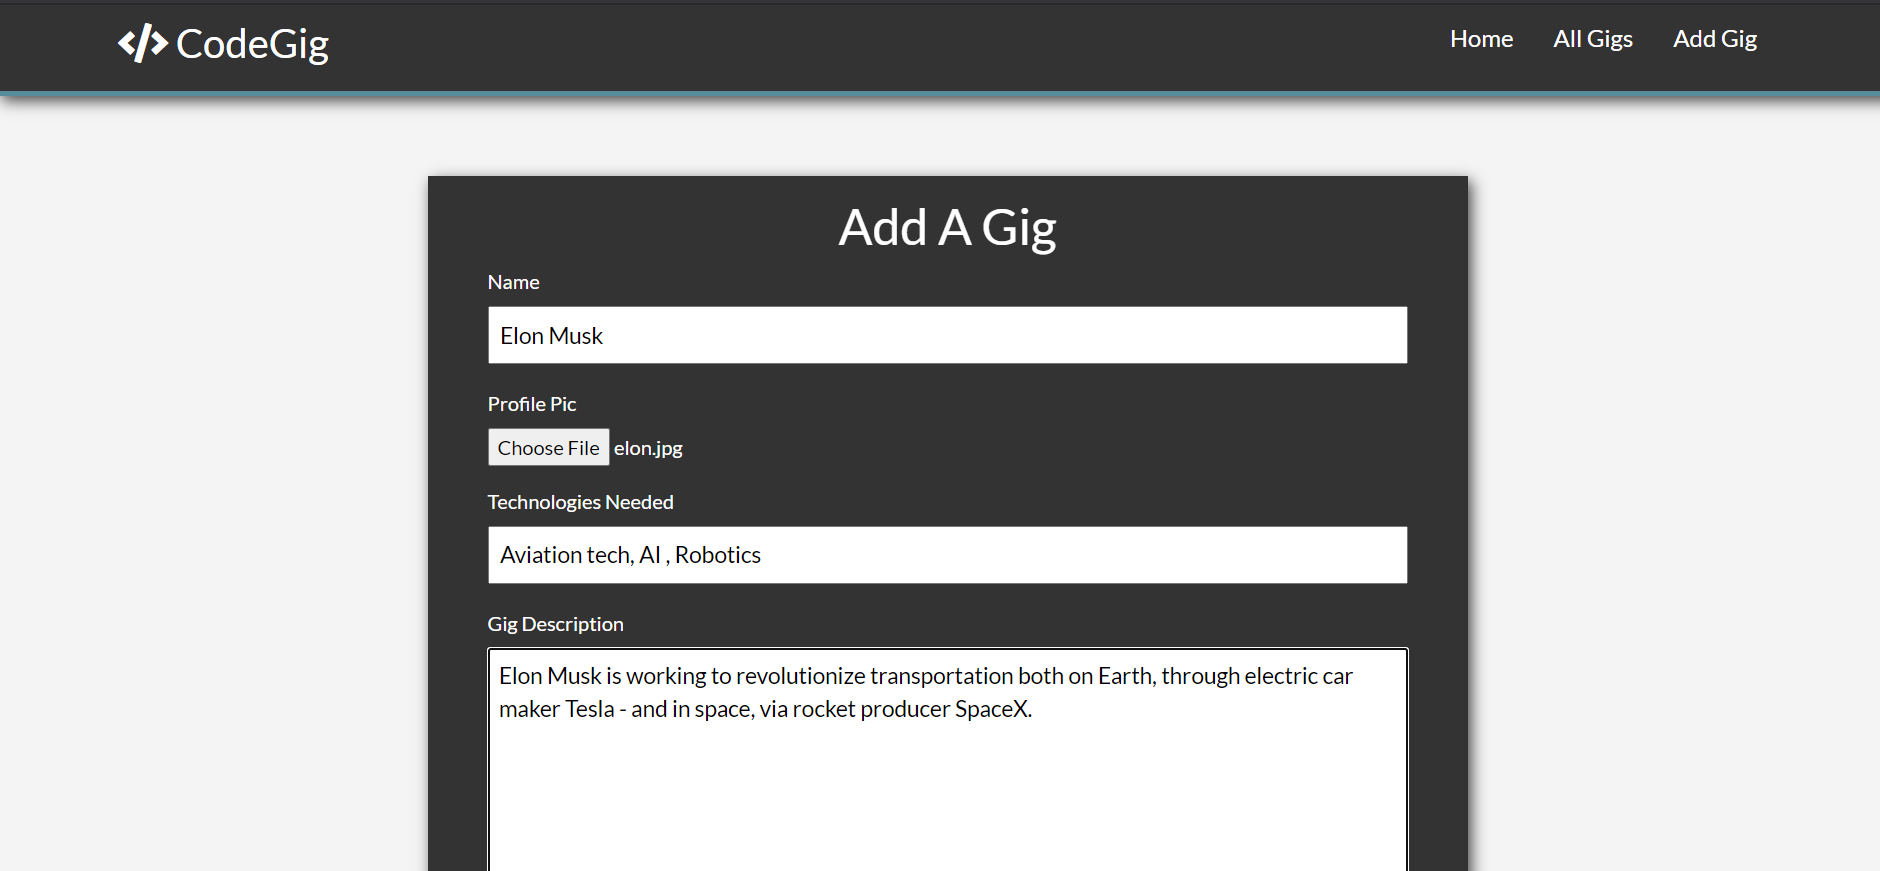 CodeGig
Home All Gigs Add Gig
Add A Gig
Name
Elon Musk
Profile Pic
Choose File elon.jpg
Technologies Needed
Aviation tech, AI , Robotics
Gig Description
Elon Musk is working to revolutionize transportation both on Earth, through electric car
maker Tesla - and in space, via rocket producer SpaceX.